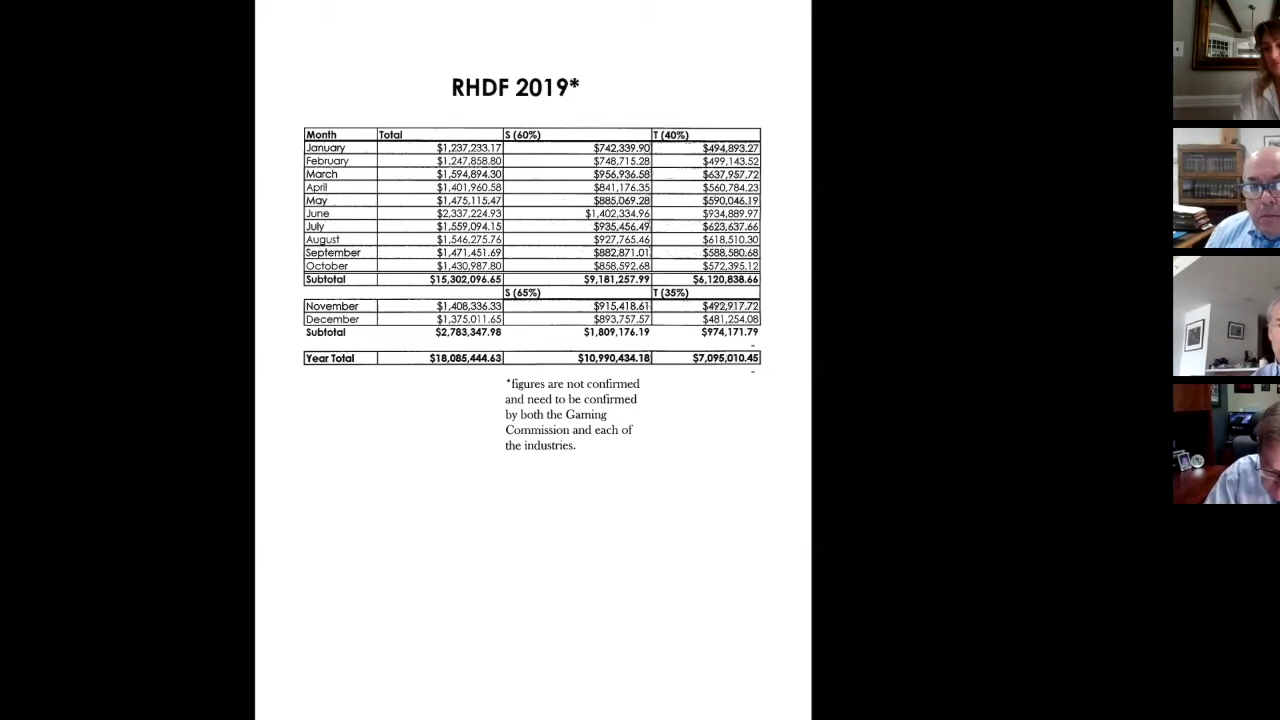 RHDF 2019*
Month Total S (60%) T (40%)
January $1,237,233.17 $742,339.90 $494,893.27
February $1,247,858.80 $748,715.28 $499,143.52
March $1,594,894.30 $956,936.58 $637,957.72
April $1,401,960.58 $841,176.35 $560,784.23
May $1,475,115.47 $885,069.28 $590,046.19
June $2,337,224.93 $1,402,334.96 $934,889.97
July $1,559,094.15 $935,456.49 $623,637.66
August $1,546,275.76 $927,765.46 $618,510.30
September $1,471,451.69 $882,871.01 $588,580.68
October $1,430,987.80 $858,592.68 $572,395.12
Subtotal $15,302,096.65 $9,181,257.99 $6,120,838.66
S (65%) T (35%)
November $1,408,336.33 $915,418.61 $492,917.72
December $1,375,011.65 $893,757.57 $481,254.08
Subtotal $2,783,347.98 $1,809,176.19 $974,171.79
-
Year Total $18,085,444.63 $10,990,434.18 $7,095,010.45
-
*figures are not confirmed
and need to be confirmed
by both the Gaming
Commission and each of
the industries.